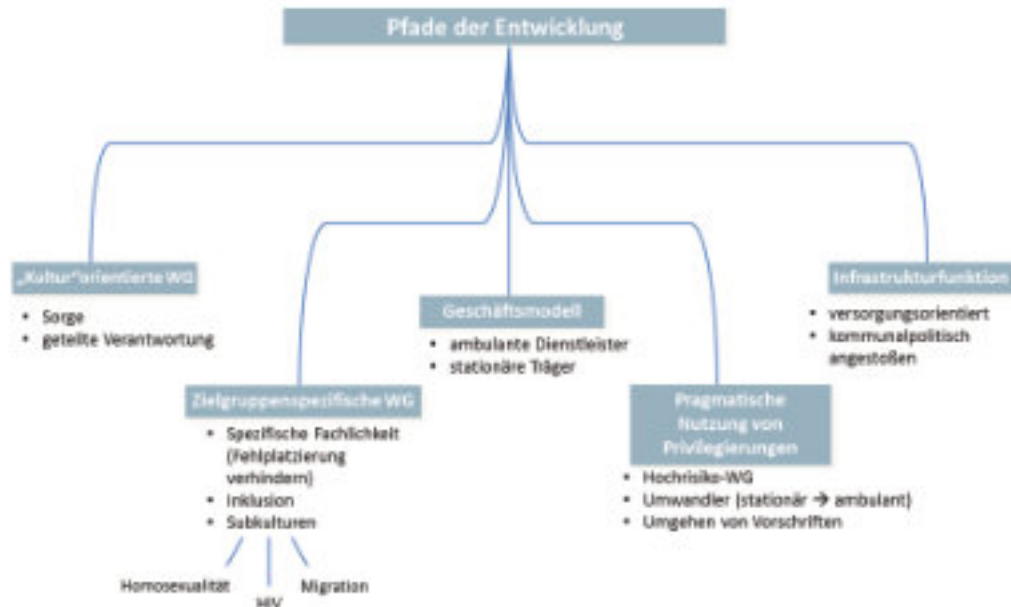 Pfade der Entwicklung
„Kultur“orientierte WG
• Sorge
• geteilte Verantwortung
Zielgruppenspezifische WG
• Spezifische Fachlichkeit
(Fehlplatzierung
verhindern)
• Inklusion
• Subkulturen
Homosexualität
HIV
Migration
Geschäftsmodell
• ambulante Dienstleister
• stationäre Träger
Pragmatische
Nutzung von
Privilegierungen
• Hochrisiko-WG
• Umwandler (stationär → ambulant)
• Umgehen von Vorschriften
Infrastrukturfunktion
• versorgungsorientiert
• kommunalpolitisch
angestoßen